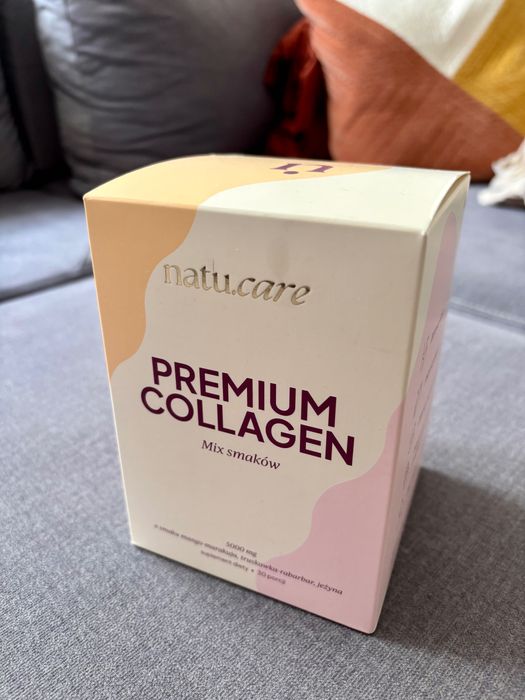 natu.care
PREMIUM
COLLAGEN
Mix smaków
5000 mg
o smaku mango-marakuja, truskawka-rabarbar, jeżyna
suplement diety • 30 porcji